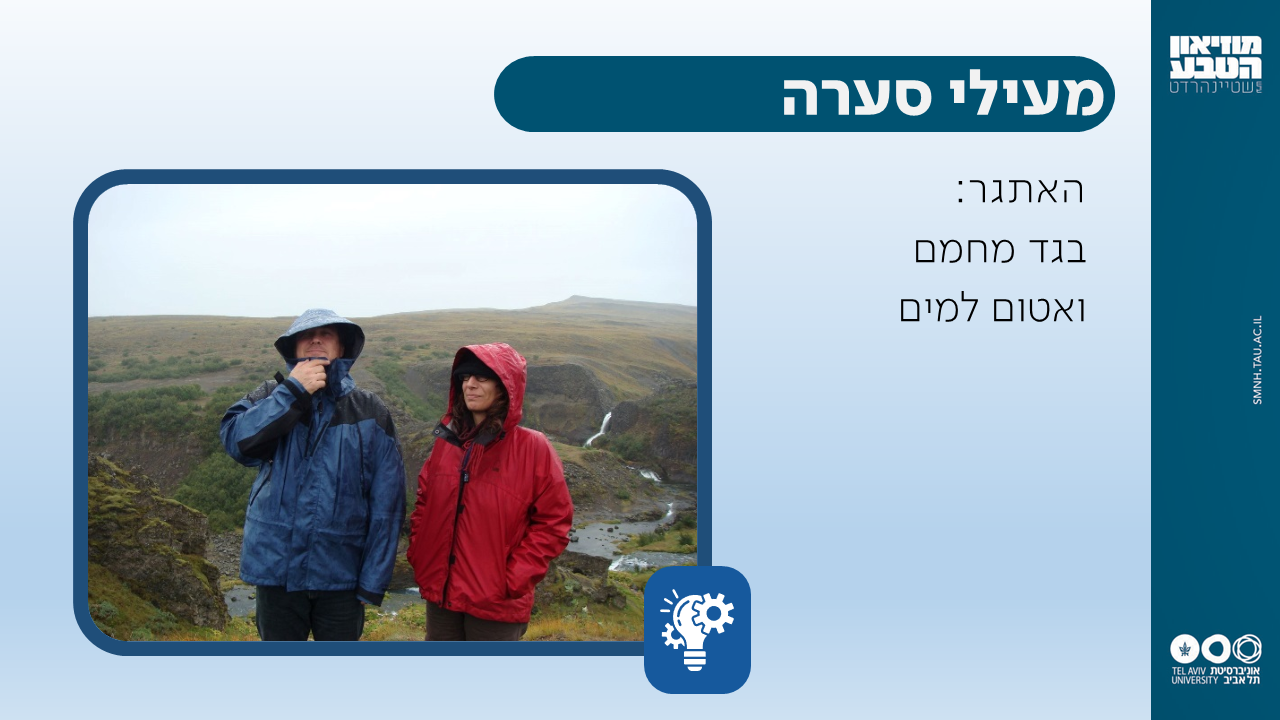 מעילי סערה
האתגר:
בגד מחמם
ואטום למים
מוזיאון
הטבע
שטיינהרדט
SMNH.TAU.AC.IL
TEL AVIV אוניברסיטת
UNIVERSITY תל אביב